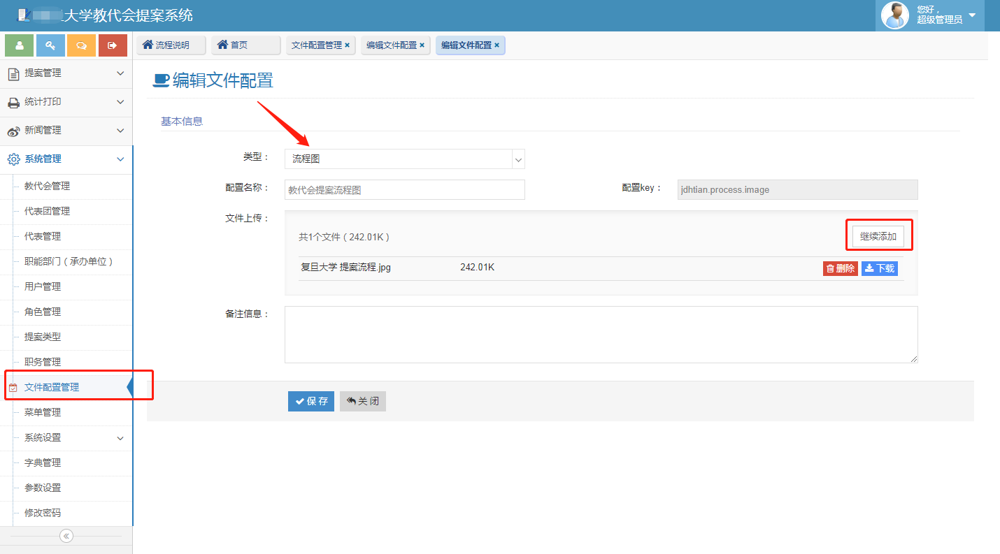 大学教代会提案系统
您好，
超级管理员
流程说明
首页
文件配置管理 ×
编辑文件配置 ×
编辑文件配置 ×
提案管理
统计打印
新闻管理
系统管理
教代会管理
代表团管理
代表管理
职能部门（承办单位）
用户管理
角色管理
提案类型
职务管理
文件配置管理
菜单管理
系统设置
字典管理
参数设置
修改密码
编辑文件配置
基本信息
类型：
流程图
配置名称：
教代会提案流程图
配置key：
jdhtian.process.image
文件上传：
共1个文件（242.01K）
继续添加
复旦大学 提案流程.jpg
242.01K
删除
下载
备注信息：
保 存
关 闭